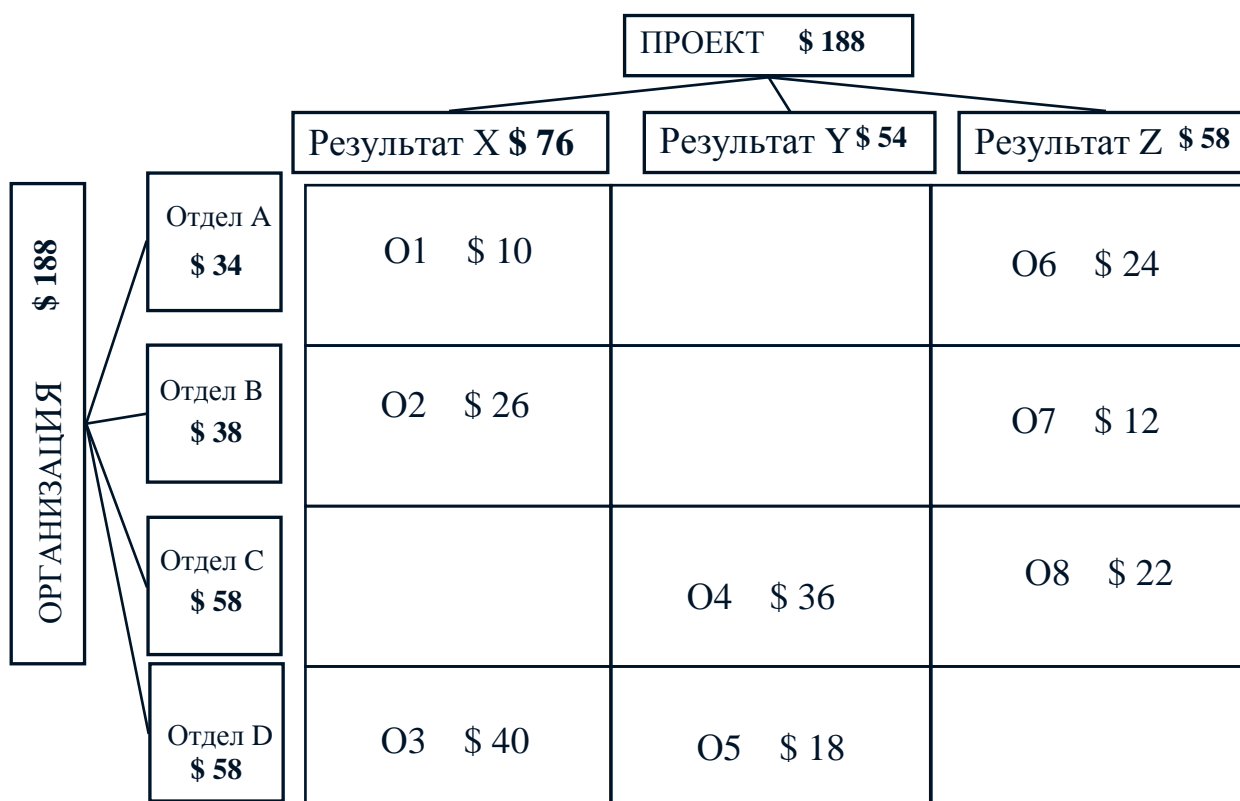 ПРОЕКТ $ 188
Результат X $ 76
Результат Y $ 54
Результат Z $ 58
ОРГАНИЗАЦИЯ $ 188
Отдел A
$ 34
O1 $ 10
O6 $ 24
Отдел B
$ 38
O2 $ 26
O7 $ 12
Отдел C
$ 58
O4 $ 36
O8 $ 22
Отдел D
$ 58
O3 $ 40
O5 $ 18